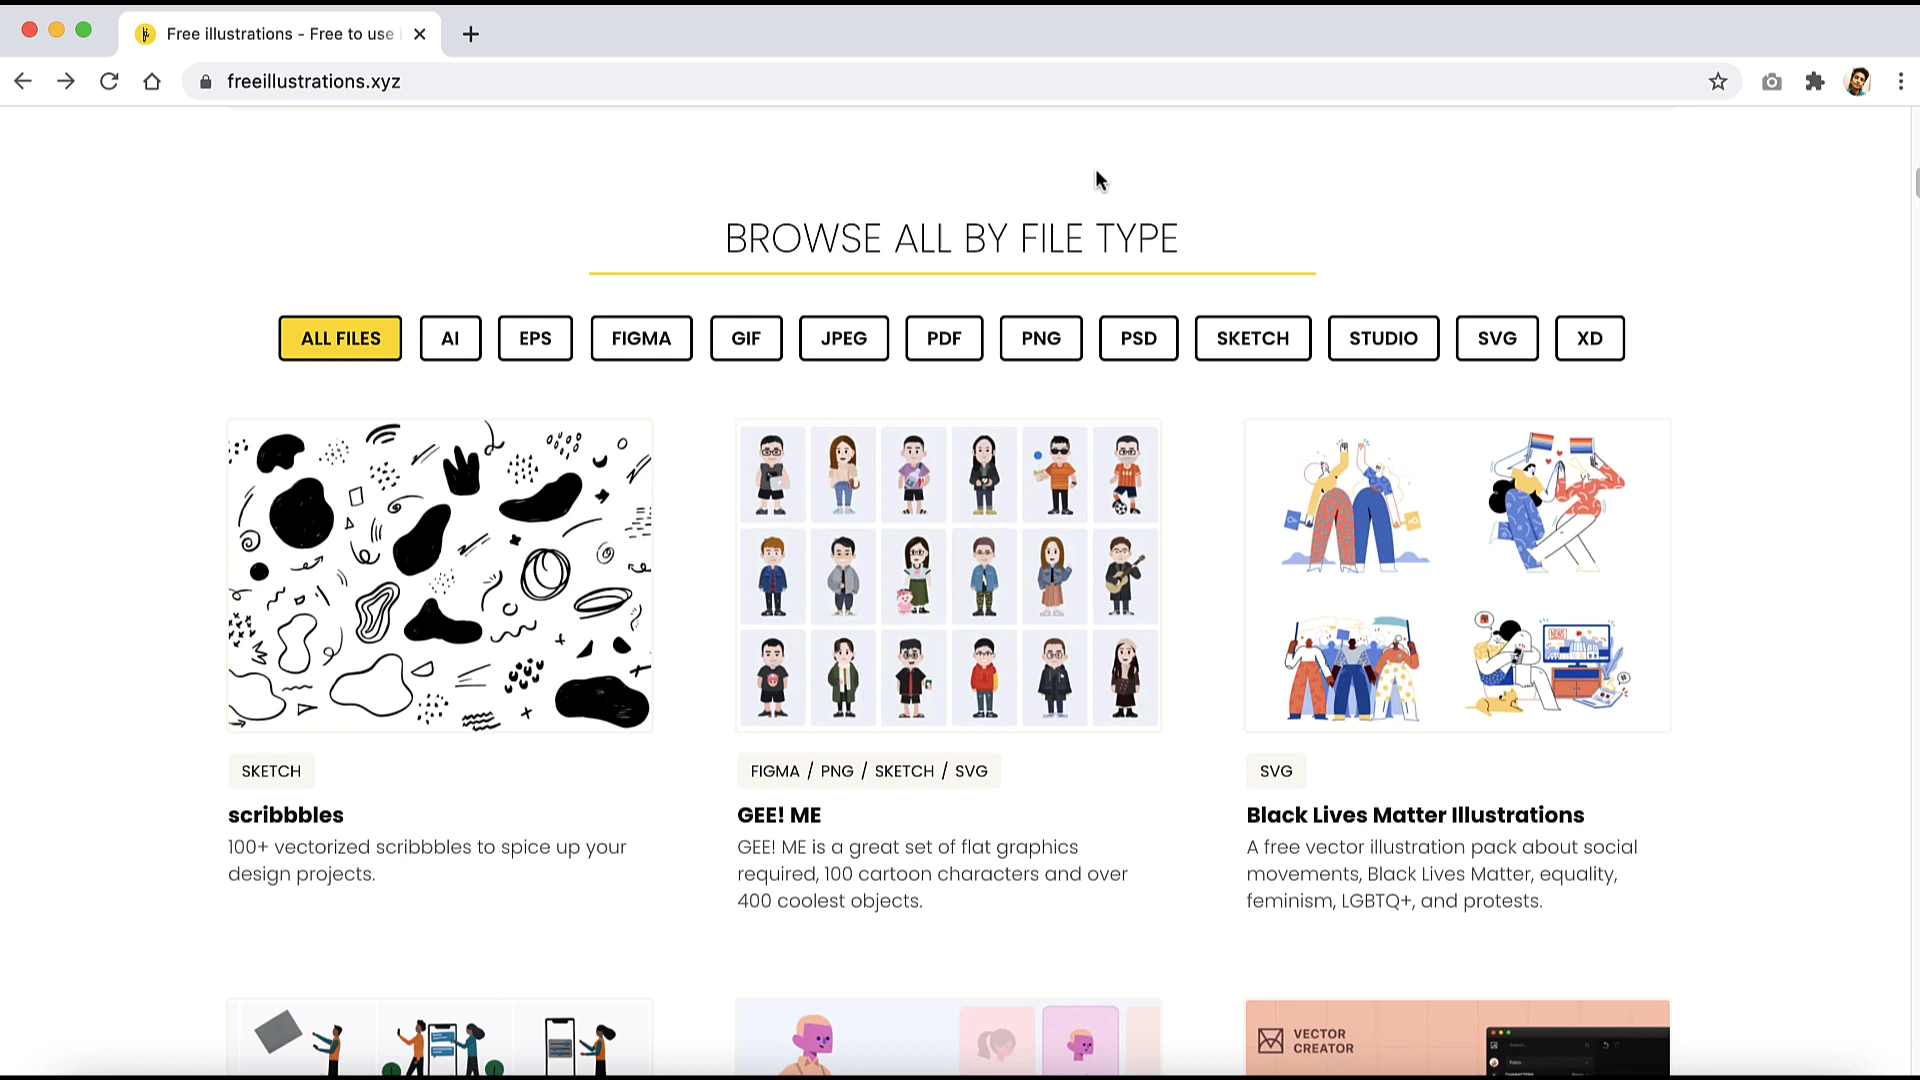 Free illustrations - Free to use
freeillustrations.xyz
BROWSE ALL BY FILE TYPE
ALL FILES AI EPS FIGMA GIF JPEG PDF PNG PSD SKETCH STUDIO SVG XD
NEWS
SKETCH
scribbbles
100+ vectorized scribbbles to spice up your
design projects.
FIGMA / PNG / SKETCH / SVG
GEE! ME
GEE! ME is a great set of flat graphics
required, 100 cartoon characters and over
400 coolest objects.
SVG
Black Lives Matter Illustrations
A free vector illustration pack about social
movements, Black Lives Matter, equality,
feminism, LGBTQ+, and protests.
VECTOR
CREATOR